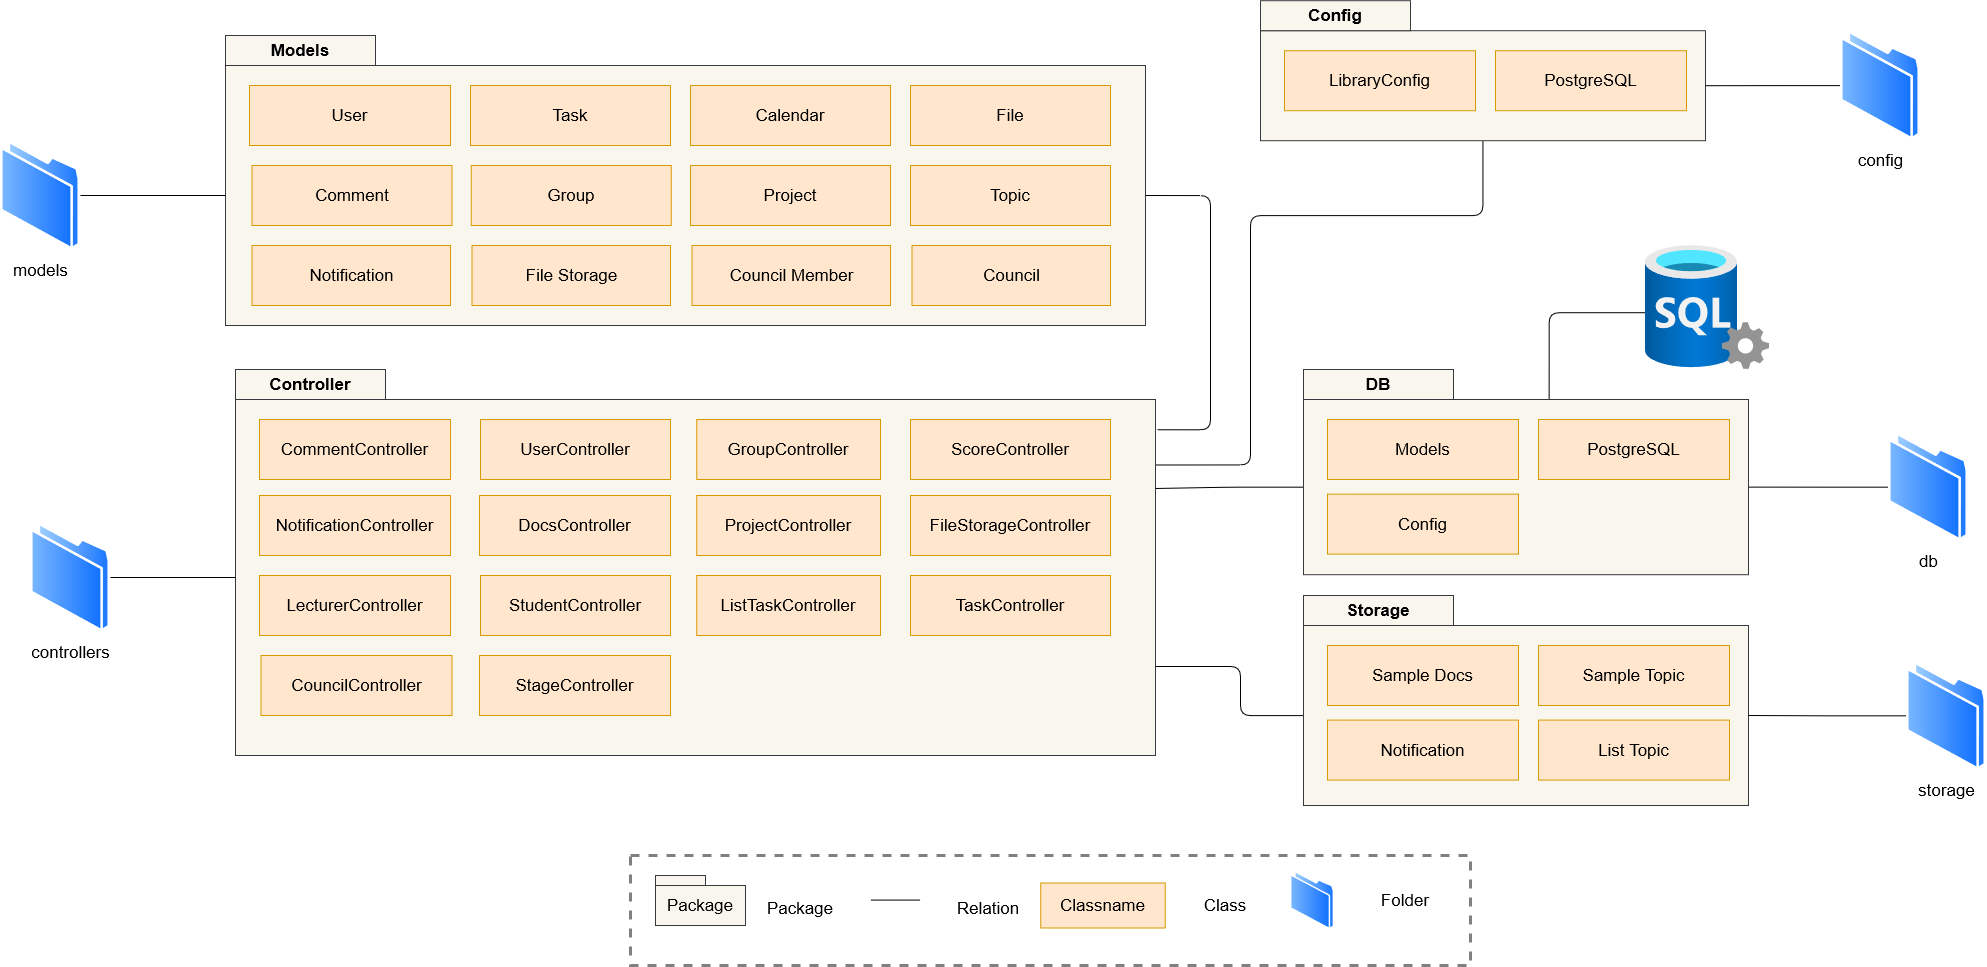 Config
LibraryConfig
PostgreSQL
config
Models
User
Task
Calendar
File
Comment
Group
Project
Topic
Notification
File Storage
Council Member
Council
models
SQL
Controller
CommentController
UserController
GroupController
ScoreController
NotificationController
DocsController
ProjectController
FileStorageController
LecturerController
StudentController
ListTaskController
TaskController
CouncilController
StageController
controllers
DB
Models
PostgreSQL
Config
db
Storage
Sample Docs
Sample Topic
Notification
List Topic
storage
Package
Package
Relation
Classname
Class
Folder